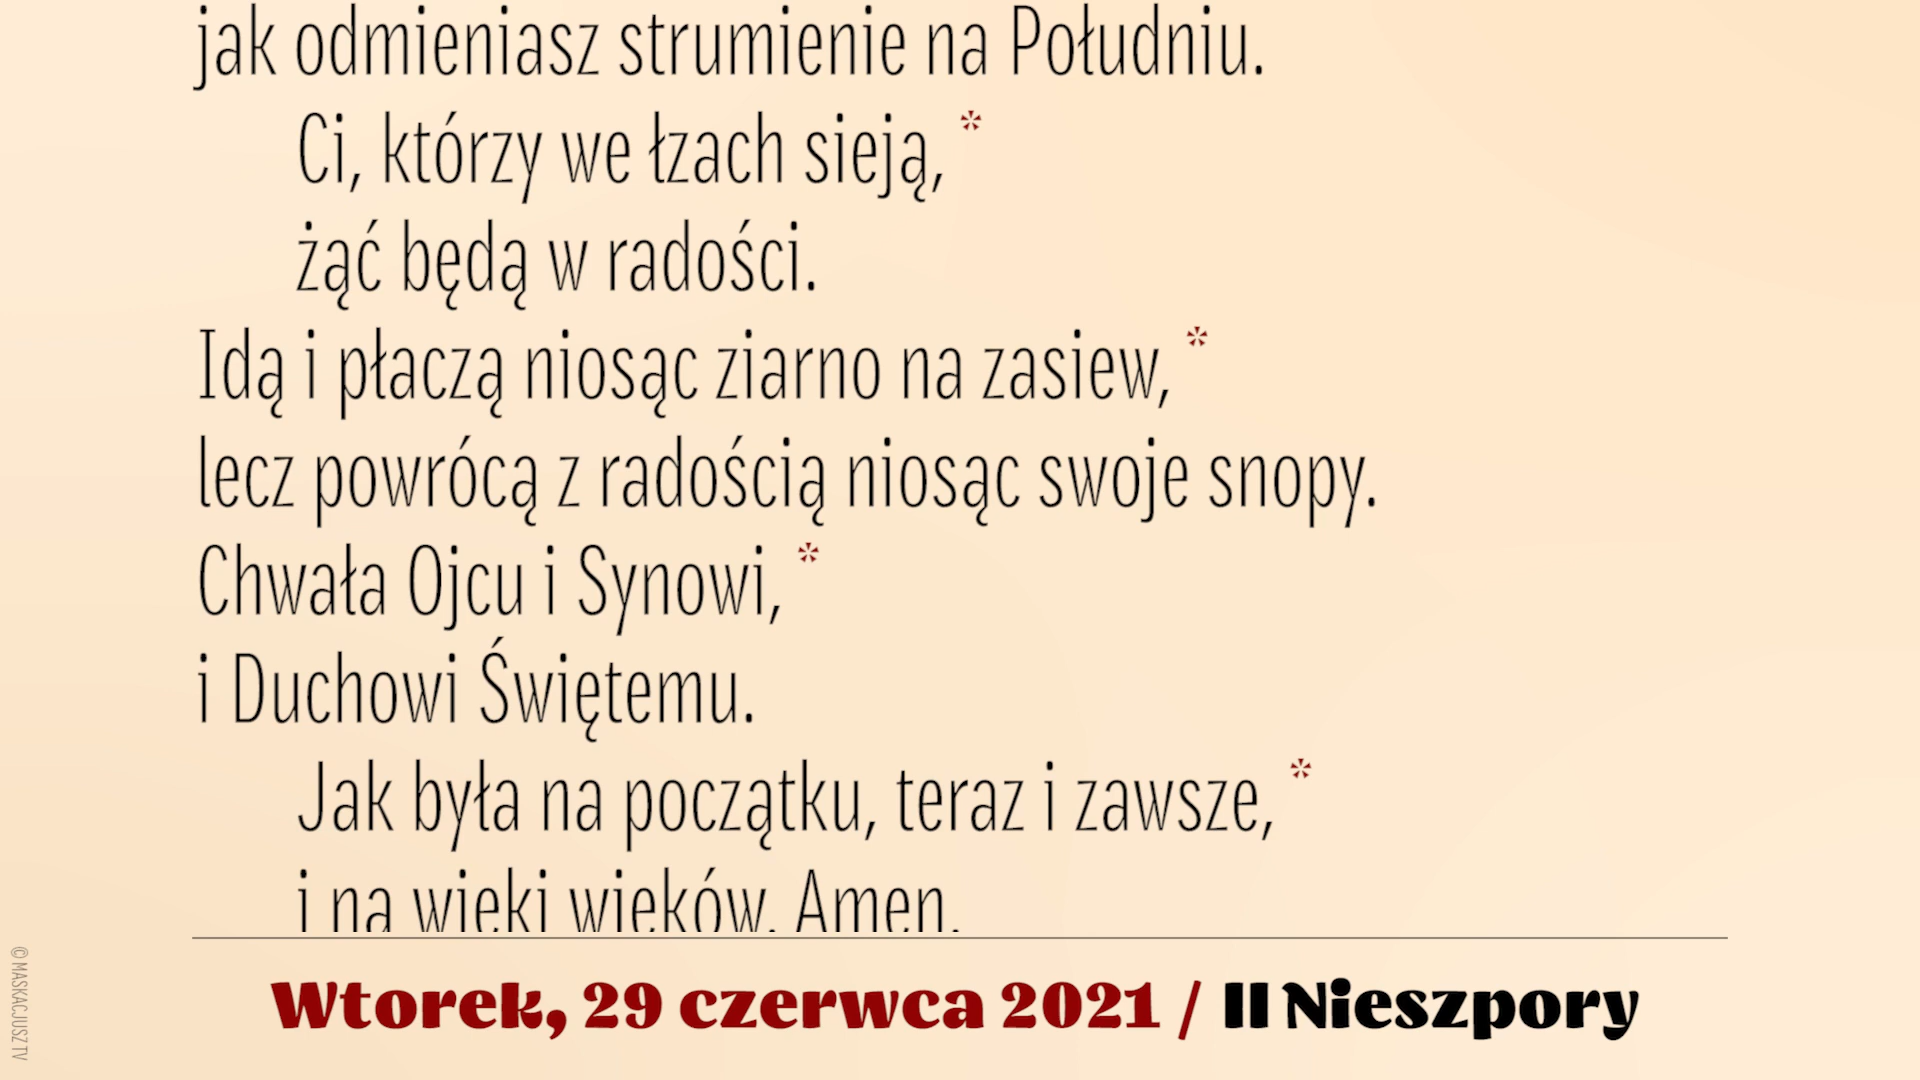 jak odmieniasz strumienie na Południu.
Ci, którzy we łzach sieją, *
żąć będą w radości.
Idą i płaczą niosąc ziarno na zasiew, *
lecz powrócą z radością niosąc swoje snopy.
Chwała Ojcu i Synowi, *
i Duchowi Świętemu.
Jak była na początku, teraz i zawsze, *
i na wieki wieków. Amen.
Wtorek, 29 czerwca 2021 / II Nieszpory
© MASKACJUSZ TV